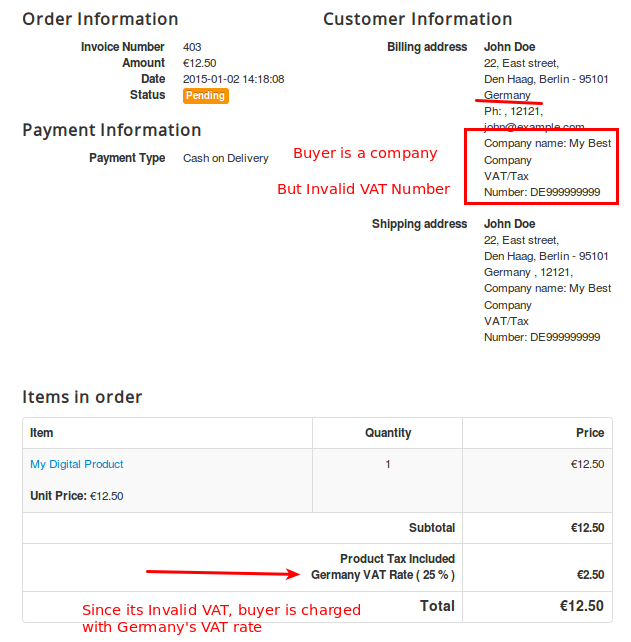 Order Information
Invoice Number 403
Amount €12.50
Date 2015-01-02 14:18:08
Status Pending
Payment Information
Payment Type Cash on Delivery
Customer Information
Billing address John Doe
22, East street,
Den Haag, Berlin - 95101
Germany
Ph: , 12121,
john@example.com
Company name: My Best
Company
VAT/Tax
Number: DE999999999
Buyer is a company
But Invalid VAT Number
Shipping address John Doe
22, East street,
Den Haag, Berlin - 95101
Germany , 12121,
Company name: My Best
Company
VAT/Tax
Number: DE999999999
Items in order
Item Quantity Price
My Digital Product 1 €12.50
Unit Price: €12.50
Subtotal €12.50
Product Tax Included
Germany VAT Rate ( 25 % ) €2.50
Total €12.50
Since its Invalid VAT, buyer is charged
with Germany's VAT rate